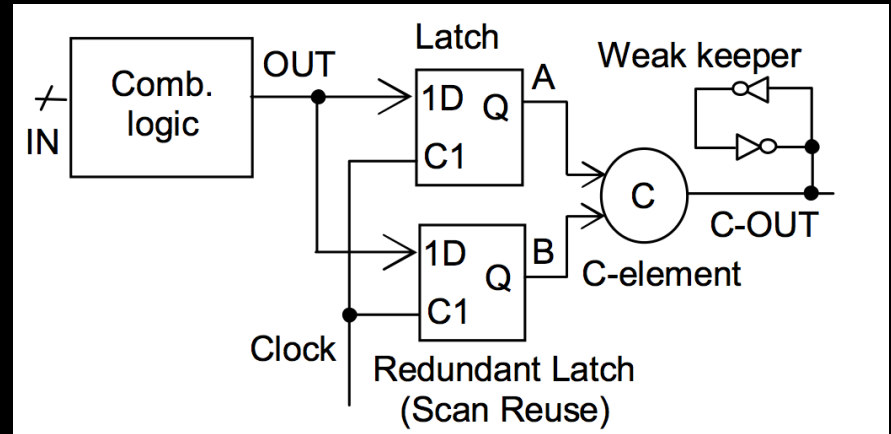 Latch
Weak keeper
OUT
A
Comb.
logic
1D
Q
IN
C1
C
C-OUT
1D
B
Q
C-element
C1
Clock
Redundant Latch
(Scan Reuse)